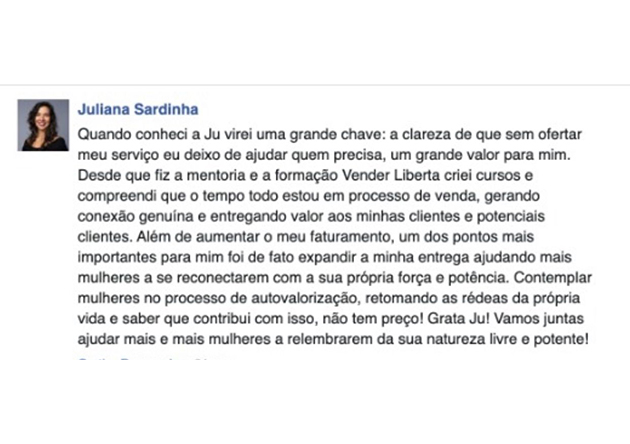 Juliana Sardinha
Quando conheci a Ju virei uma grande chave: a clareza de que sem ofertar
meu serviço eu deixo de ajudar quem precisa, um grande valor para mim.
Desde que fiz a mentoria e a formação Vender Liberta criei cursos e
compreendi que o tempo todo estou em processo de venda, gerando
conexão genuína e entregando valor aos minhas clientes e potenciais
clientes. Além de aumentar o meu faturamento, um dos pontos mais
importantes para mim foi de fato expandir a minha entrega ajudando mais
mulheres a se reconectarem com a sua própria força e potência. Contemplar
mulheres no processo de autovalorização, retomando as rédeas da própria
vida e saber que contribui com isso, não tem preço! Grata Ju! Vamos juntas
ajudar mais e mais mulheres a relembrarem da sua natureza livre e potente!